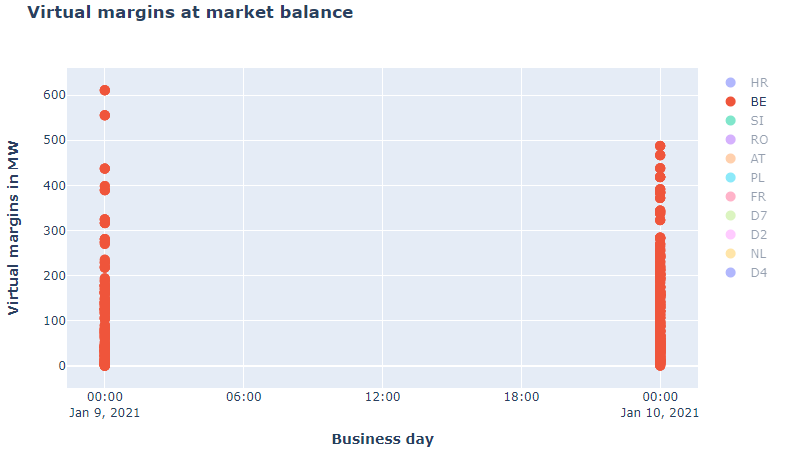 Virtual margins at market balance
Virtual margins in MW
600
500
400
300
200
100
0
00:00
Jan 9, 2021
06:00
12:00
18:00
00:00
Jan 10, 2021
Business day
HR
BE
SI
RO
AT
PL
FR
D7
D2
NL
D4